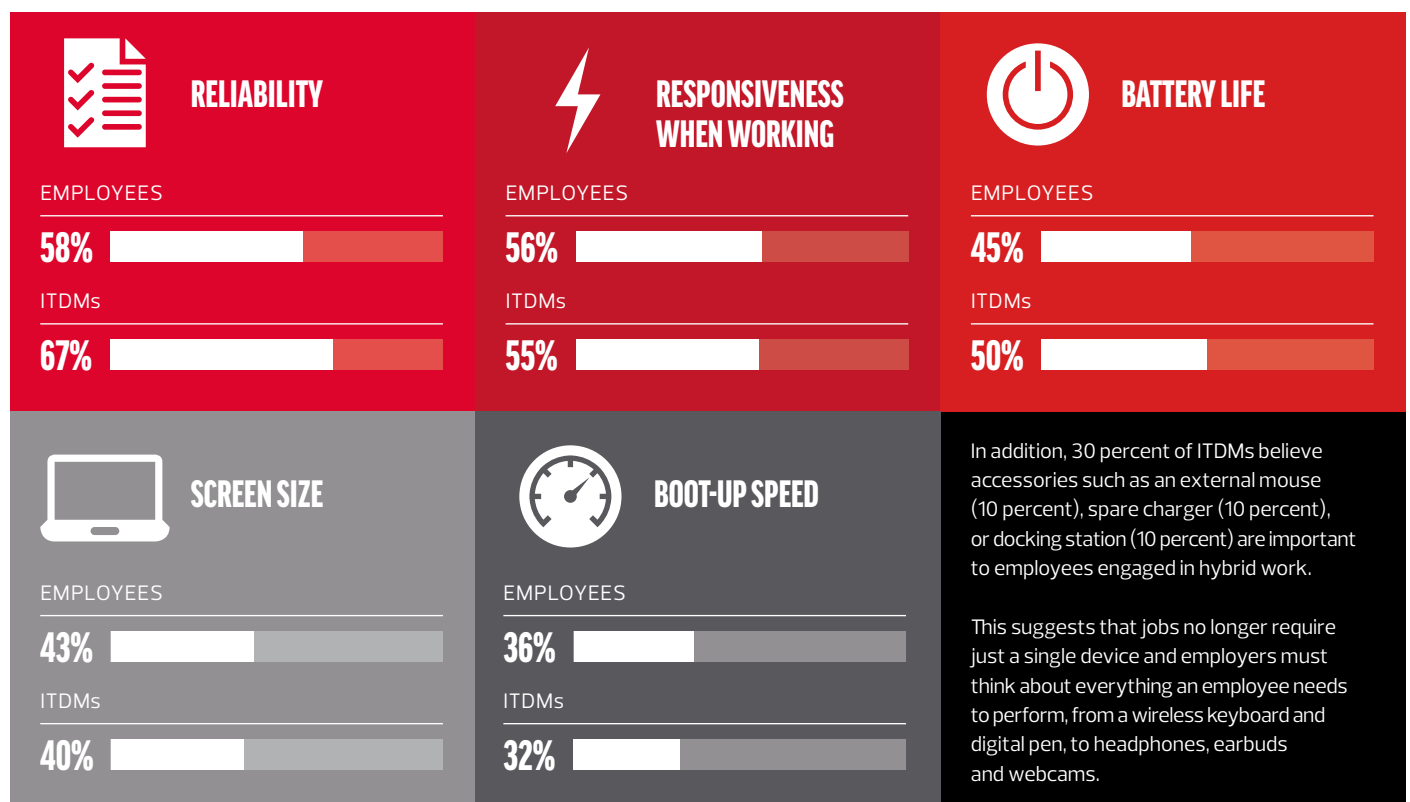 RELIABILITY
EMPLOYEES
58%
ITDMs
67%
RESPONSIVENESS
WHEN WORKING
EMPLOYEES
56%
ITDMs
55%
BATTERY LIFE
EMPLOYEES
45%
ITDMs
50%
SCREEN SIZE
EMPLOYEES
43%
ITDMs
40%
BOOT-UP SPEED
EMPLOYEES
36%
ITDMs
32%
In addition, 30 percent of ITDMs believe
accessories such as an external mouse
(10 percent), spare charger (10 percent),
or docking station (10 percent) are important
to employees engaged in hybrid work.
This suggests that jobs no longer require
just a single device and employers must
think about everything an employee needs
to perform, from a wireless keyboard and
digital pen, to headphones, earbuds
and webcams.